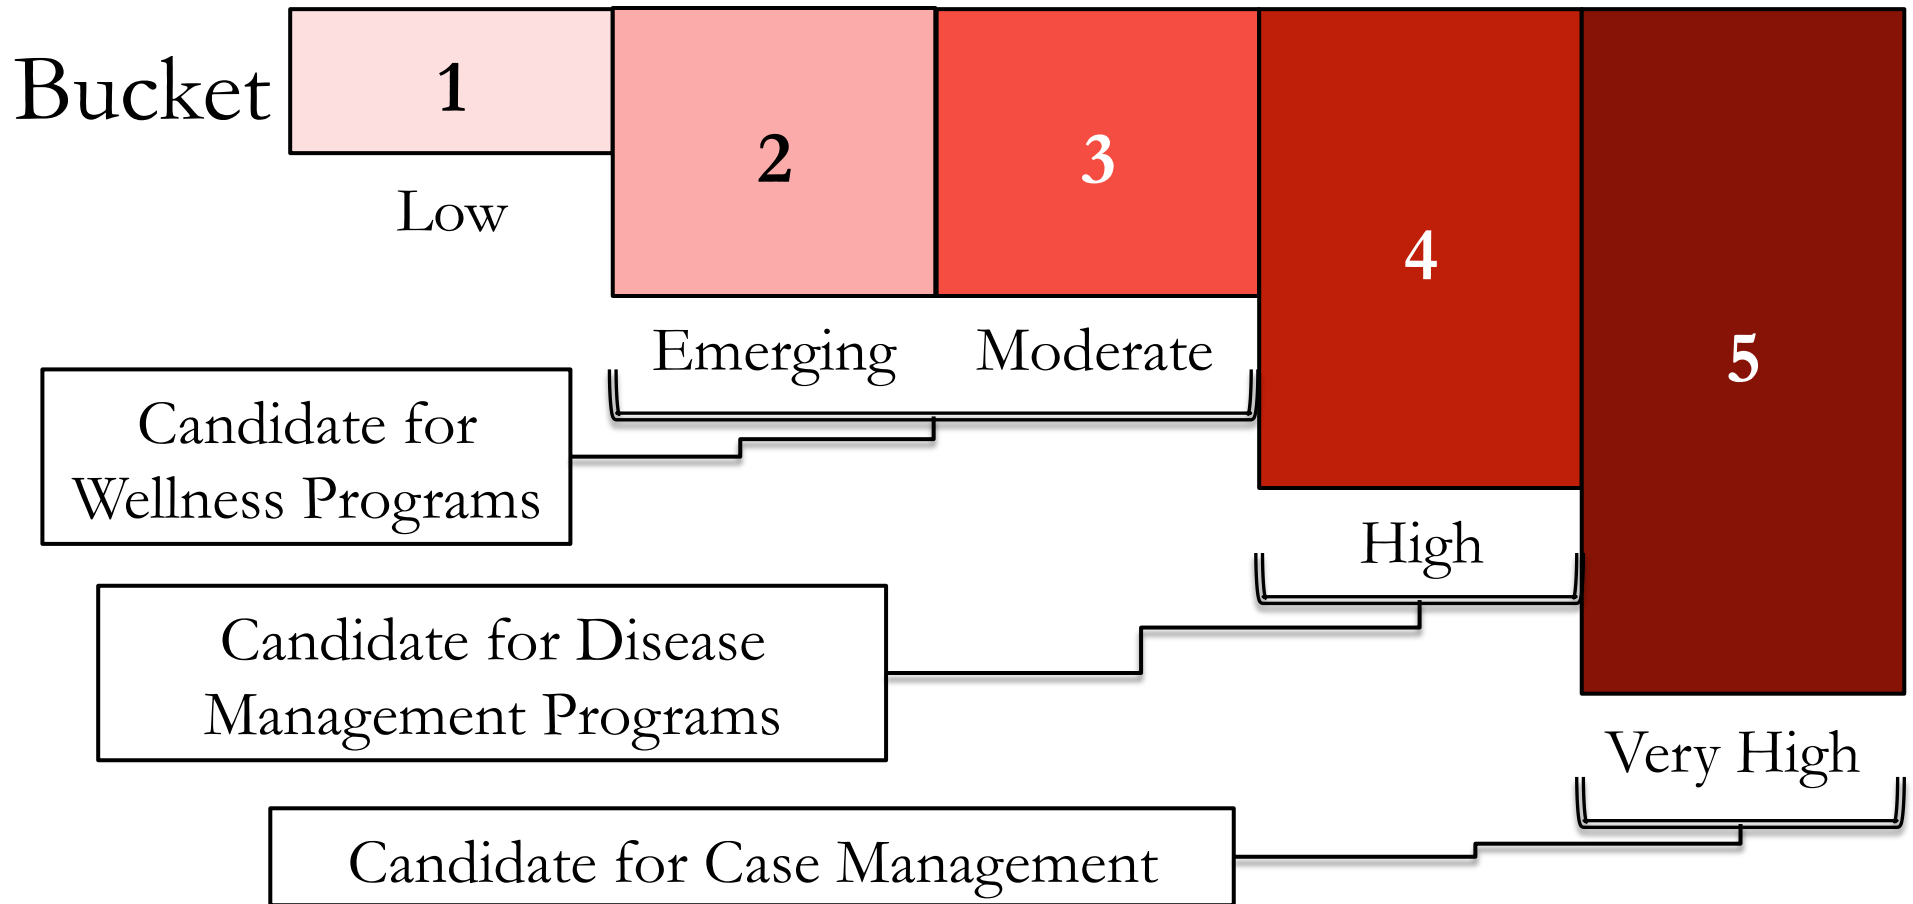 Bucket
1
2
3
4
5
Low
Emerging
Moderate
High
Very High
Candidate for
Wellness Programs
Candidate for Disease
Management Programs
Candidate for Case Management